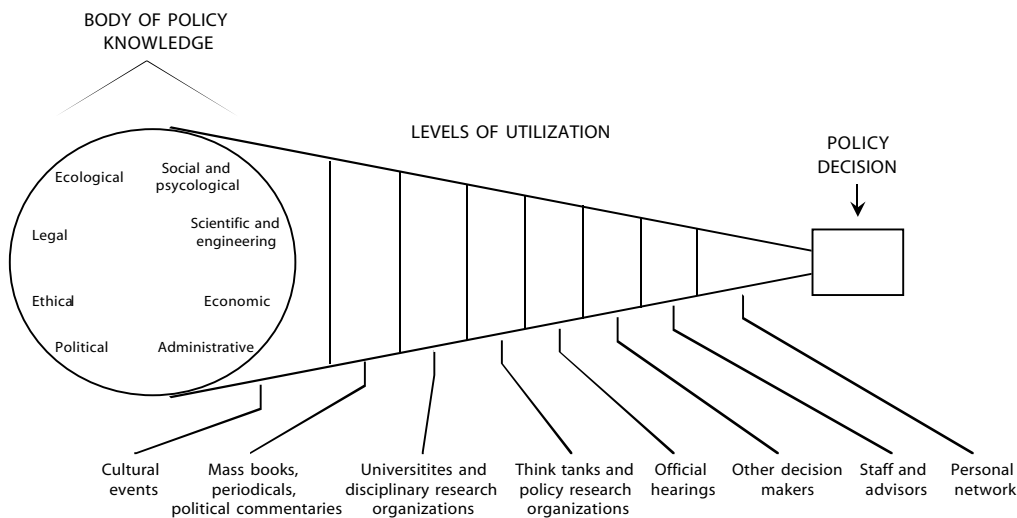 BODY OF POLICY
KNOWLEDGE
LEVELS OF UTILIZATION
POLICY
DECISION
Ecological
Social and
psycological
Legal
Scientific and
engineering
Ethical
Economic
Political
Administrative
Cultural
events
Mass books,
periodicals,
political commentaries
Universitites and
disciplinary research
organizations
Think tanks and
policy research
organizations
Official
hearings
Other decision
makers
Staff and
advisors
Personal
network